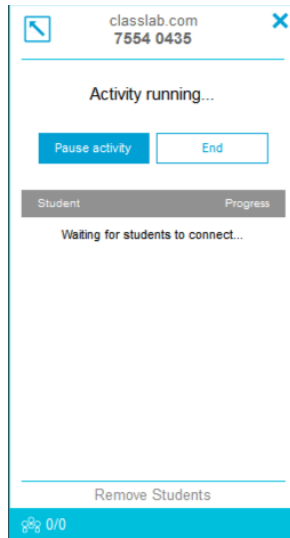 classlab.com
7554 0435
Activity running...
Pause activity End
Student Progress
Waiting for students to connect...
Remove Students
0/0